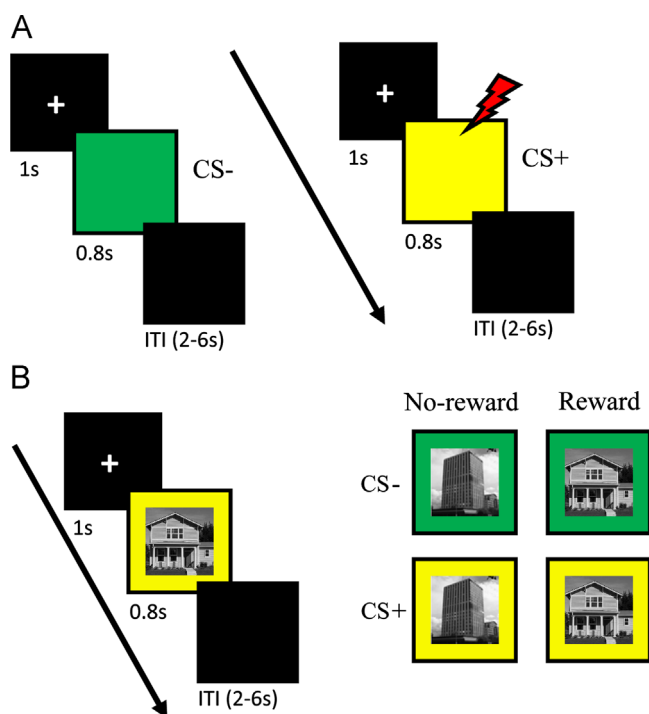 A
1s
CS-
0.8s
ITI (2-6s)
1s
CS+
0.8s
ITI (2-6s)
B
1s
0.8s
ITI (2-6s)
No-reward Reward
CS-
CS+